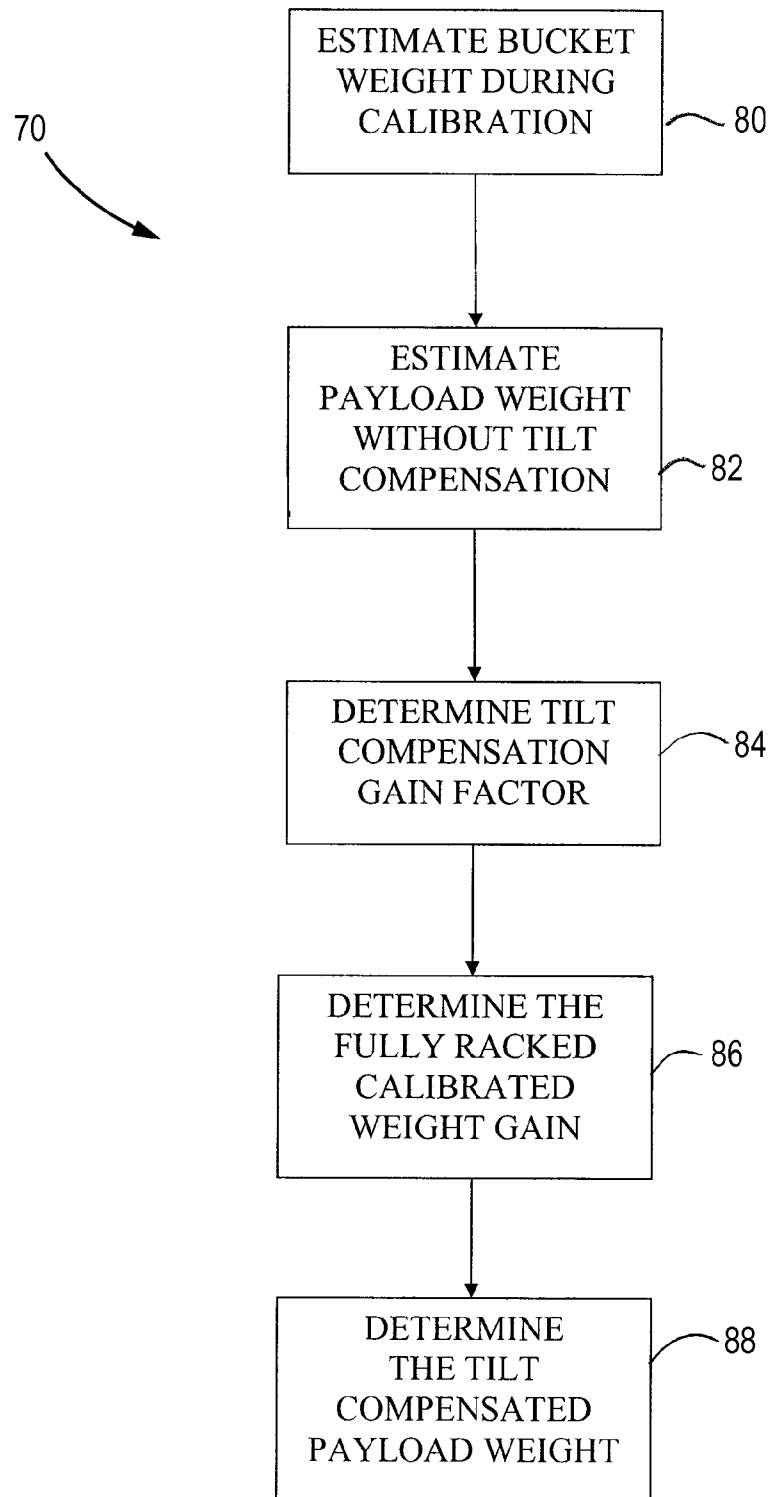 ESTIMATE BUCKET
WEIGHT DURING
CALIBRATION
80
70
ESTIMATE
PAYLOAD WEIGHT
WITHOUT TILT
COMPENSATION
82
DETERMINE TILT
COMPENSATION
GAIN FACTOR
84
DETERMINE THE
FULLY RACKED
CALIBRATED
WEIGHT GAIN
86
DETERMINE
THE TILT
COMPENSATED
PAYLOAD WEIGHT
88